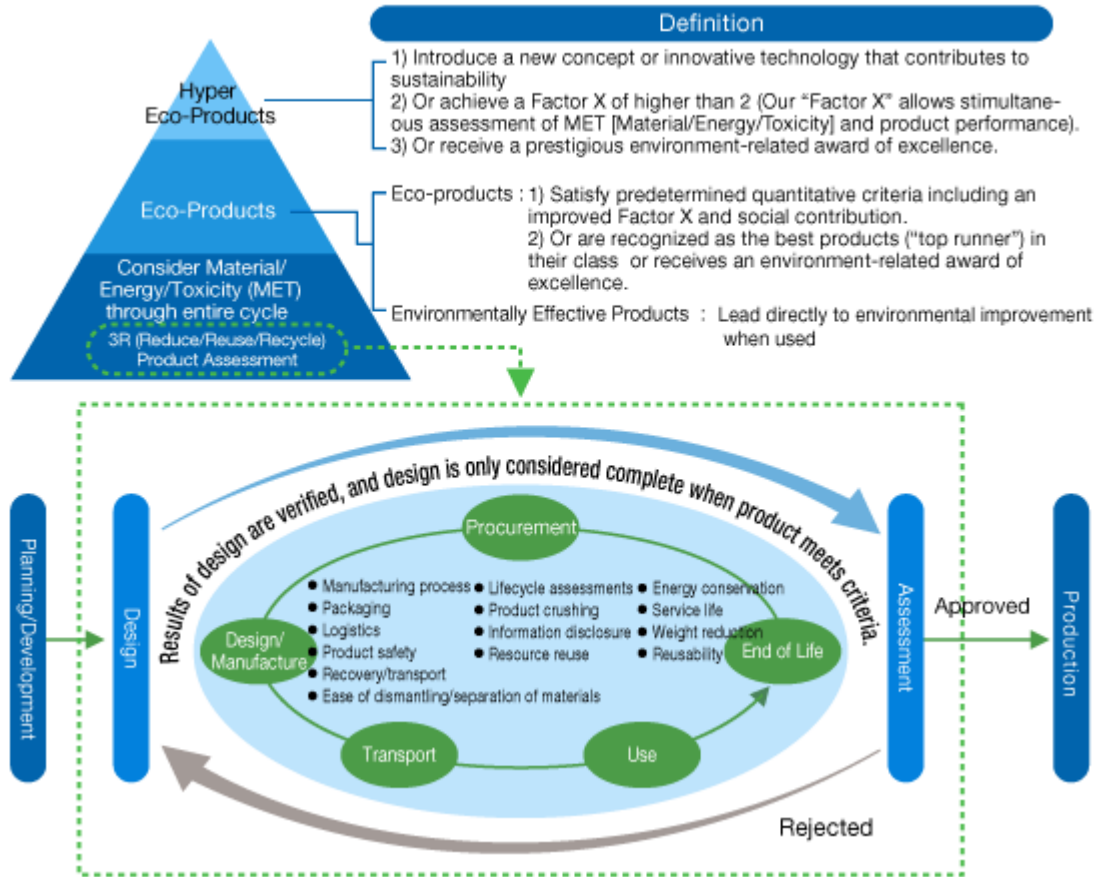 Definition
Hyper
Eco-Products
1) Introduce a new concept or innovative technology that contributes to
sustainability
2) Or achieve a Factor X of higher than 2 (Our “Factor X” allows stimultane-
ous assessment of MET [Material/Energy/Toxicity] and product performance).
3) Or receive a prestigious environment-related award of excellence.
Eco-Products
Eco-products : 1) Satisfy predetermined quantitative criteria including an
improved Factor X and social contribution.
2) Or are recognized as the best products (“top runner”) in
their class or receives an environment-related award of
excellence.
Environmentally Effective Products : Lead directly to environmental improvement
when used
Consider Material/
Energy/Toxicity (MET)
through entire cycle
3R (Reduce/Reuse/Recycle)
Product Assessment
Planning/Development
Design
Results of design are verified, and design is only considered complete when product meets criteria.
Procurement
Design/
Manufacture
• Manufacturing process
• Packaging
• Logistics
• Product safety
• Recovery/transport
• Ease of dismantling/separation of materials
• Lifecycle assessments
• Product crushing
• Information disclosure
• Resource reuse
• Energy conservation
• Service life
• Weight reduction
• Reusability
End of Life
Transport
Use
Assessment
Approved
Production
Rejected